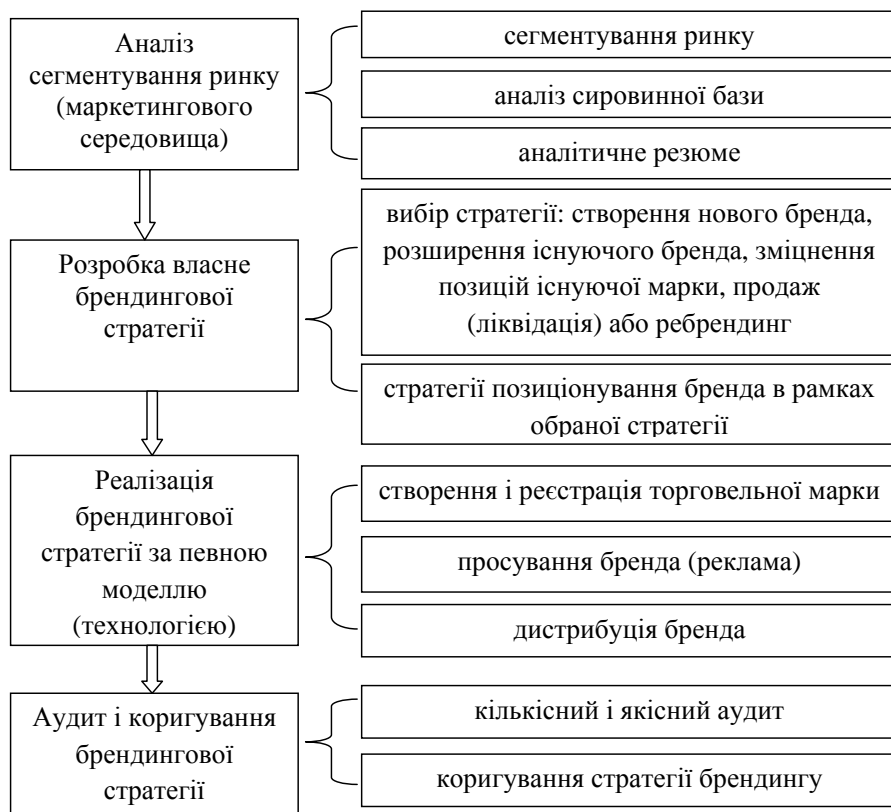 Аналіз
сегментування ринку
(маркетингового
середовища)
сегментування ринку
аналіз сировинної бази
аналітичне резюме
Розробка власне
брендингової
стратегії
вибір стратегії: створення нового бренда,
розширення існуючого бренда, зміцнення
позицій існуючої марки, продаж
(ліквідація) або ребрендинг
стратегії позиціонування бренда в рамках
обраної стратегії
Реалізація
брендингової
стратегії за певною
моделлю
(технологією)
створення і реєстрація торговельної марки
просування бренда (реклама)
дистрибуція бренда
Аудит і коригування
брендингової
стратегії
кількісний і якісний аудит
коригування стратегії брендингу